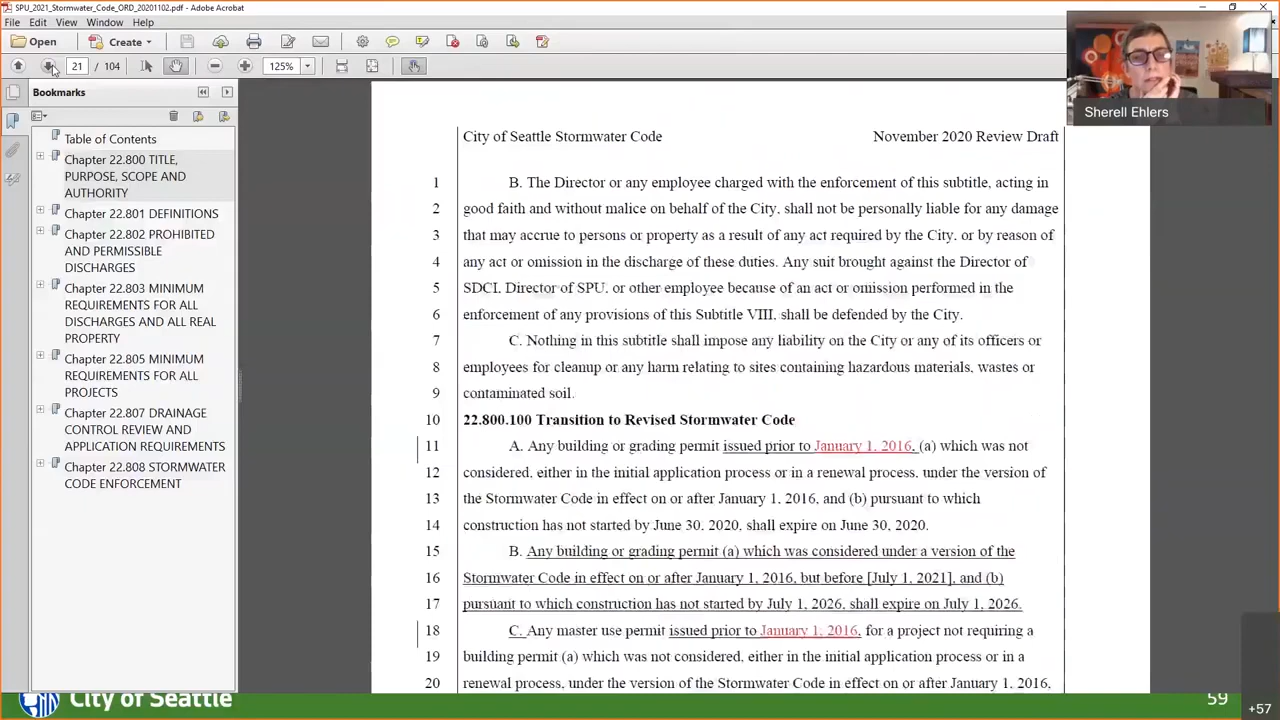 SPU_2021_Stormwater_Code_ORD_20201102.pdf - Adobe Acrobat
File Edit View Window Help
Open Create
21 / 104 125%
Sherell Ehlers
Bookmarks
Table of Contents
Chapter 22.800 TITLE,
PURPOSE, SCOPE AND
AUTHORITY
Chapter 22.801 DEFINITIONS
Chapter 22.802 PROHIBITED
AND PERMISSIBLE
DISCHARGES
Chapter 22.803 MINIMUM
REQUIREMENTS FOR ALL
DISCHARGES AND ALL REAL
PROPERTY
Chapter 22.805 MINIMUM
REQUIREMENTS FOR ALL
PROJECTS
Chapter 22.807 DRAINAGE
CONTROL REVIEW AND
APPLICATION REQUIREMENTS
Chapter 22.808 STORMWATER
CODE ENFORCEMENT
City of Seattle Stormwater Code November 2020 Review Draft
1 B. The Director or any employee charged with the enforcement of this subtitle, acting in
2 good faith and without malice on behalf of the City, shall not be personally liable for any damage
3 that may accrue to persons or property as a result of any act required by the City, or by reason of
4 any act or omission in the discharge of these duties. Any suit brought against the Director of
5 SDCI, Director of SPU, or other employee because of an act or omission performed in the
6 enforcement of any provisions of this Subtitle VIII, shall be defended by the City.
7 C. Nothing in this subtitle shall impose any liability on the City or any of its officers or
8 employees for cleanup or any harm relating to sites containing hazardous materials, wastes or
9 contaminated soil.
10 22.800.100 Transition to Revised Stormwater Code
11 A. Any building or grading permit issued prior to January 1, 2016, (a) which was not
12 considered, either in the initial application process or in a renewal process, under the version of
13 the Stormwater Code in effect on or after January 1, 2016, and (b) pursuant to which
14 construction has not started by June 30, 2020, shall expire on June 30, 2020.
15 B. Any building or grading permit (a) which was considered under a version of the
16 Stormwater Code in effect on or after January 1, 2016, but before [July 1, 2021], and (b)
17 pursuant to which construction has not started by July 1, 2026, shall expire on July 1, 2026.
18 C. Any master use permit issued prior to January 1, 2016, for a project not requiring a
19 building permit (a) which was not considered, either in the initial application process or in a
20 renewal process, under the version of the Stormwater Code in effect on or after January 1, 2016,
City of Seattle
59
+57